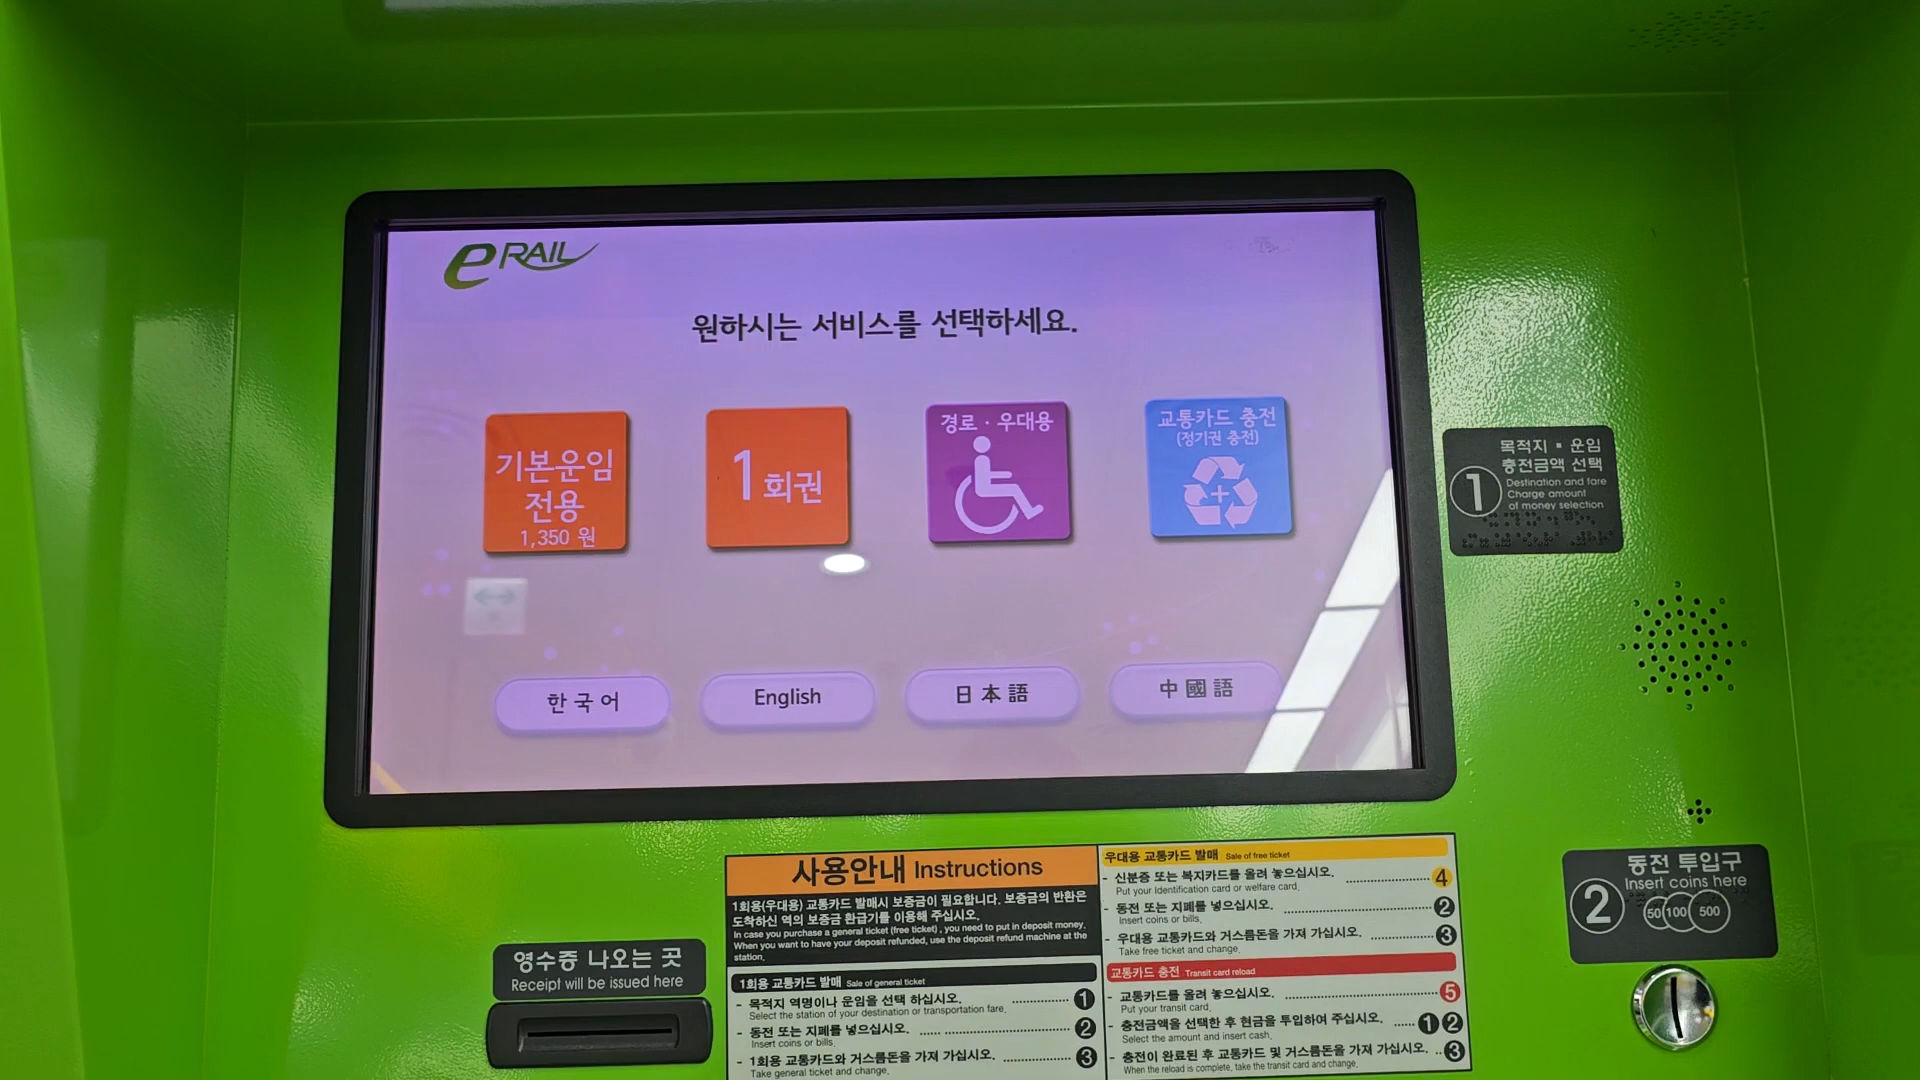 e RAIL
원하시는 서비스를 선택하세요.
기본운임
전용
1,350 원
1회권
경로 · 우대용
교통카드 충전
(정기권 충전)
한국어
English
日本語
中國語
목적지 ▪ 운임
충전금액 선택
1
Destination and fare
Charge amount
of money selection
동전 투입구
Insert coins here
2
50 100 500
영수증 나오는 곳
Receipt will be issued here
사용안내 Instructions
1회용(우대용) 교통카드 발매시 보증금이 필요합니다. 보증금의 반환은
도착하신 역의 보증금 환급기를 이용해 주십시오.
In case you purchase a general ticket (free ticket), you need to put in deposit money.
When you want to have your deposit refunded, use the deposit refund machine at the
station.
1회용 교통카드 발매 Sale of general ticket
- 목적지 역명이나 운임을 선택 하십시오. ............ 1
Select the station of your destination or transportation fare.
- 동전 또는 지폐를 넣으십시오. ............ 2
Insert coins or bills.
- 1회용 교통카드와 거스름돈을 가져 가십시오. ............ 3
Take general ticket and change.
우대용 교통카드 발매 Sale of free ticket
- 신분증 또는 복지카드를 올려 놓으십시오. ............ 4
Put your Identification card or welfare card.
- 동전 또는 지폐를 넣으십시오. ............ 2
Insert coins or bills.
- 우대용 교통카드와 거스름돈을 가져 가십시오. ............ 3
Take free ticket and change.
교통카드 충전 Transit card reload
- 교통카드를 올려 놓으십시오. ............ 5
Put your transit card.
- 충전금액을 선택한 후 현금을 투입하여 주십시오. ...... 1 2
Select the amount and insert cash.
- 충전이 완료된 후 교통카드 및 거스름돈을 가져 가십시오. .. 3
When the reload is complete, take the transit card and change.